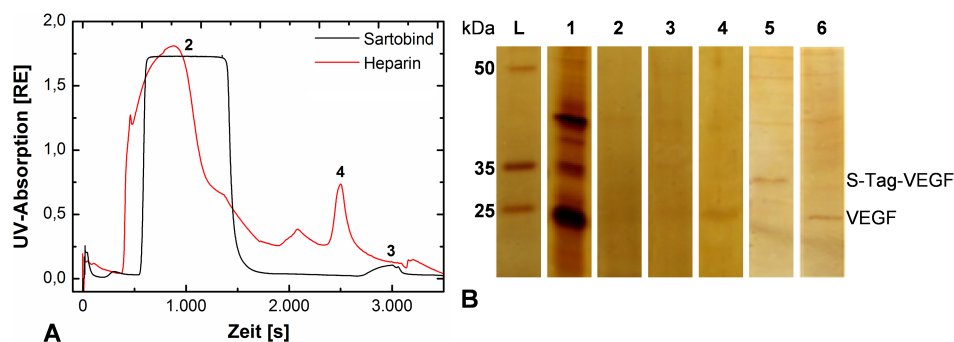 2,0
1,5
1,0
0,5
0,0
UV-Absorption [RE]
2
4
3
Sartobind
Heparin
0
1.000
2.000
3.000
Zeit [s]
A
kDa L 1 2 3 4 5 6
50
35
25
S-Tag-VEGF
VEGF
B